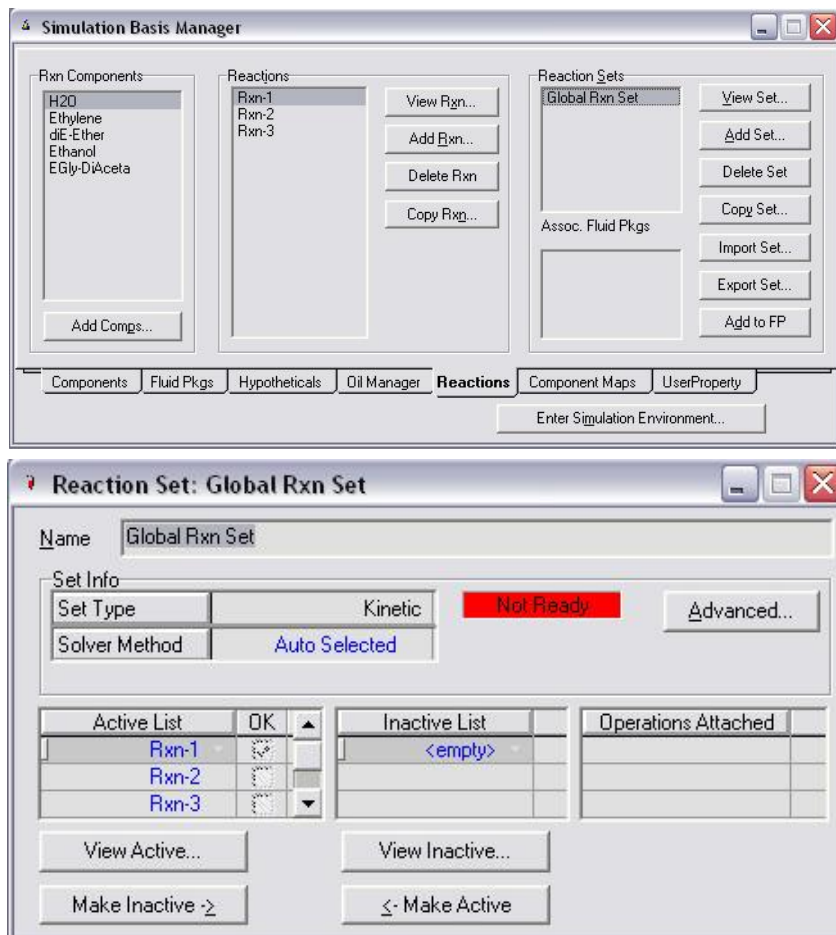 Simulation Basis Manager
Rxn Components
H2O
Ethylene
diE-Ether
Ethanol
EGly-DiAceta
Add Comps...
Reactions
Rxn-1
Rxn-2
Rxn-3
View Rxn...
Add Rxn...
Delete Rxn
Copy Rxn...
Reaction Sets
Global Rxn Set
Assoc. Fluid Pkgs
View Set...
Add Set...
Delete Set
Copy Set...
Import Set...
Export Set...
Add to FP
Components Fluid Pkgs Hypotheticals Oil Manager Reactions Component Maps UserProperty
Enter Simulation Environment...
Reaction Set: Global Rxn Set
Name Global Rxn Set
Set Info
Set Type Kinetic
Solver Method Auto Selected
Not Ready
Advanced...
Active List OK
Rxn-1
Rxn-2
Rxn-3
Inactive List
<empty>
Operations Attached
View Active...
View Inactive...
Make Inactive ->
<- Make Active